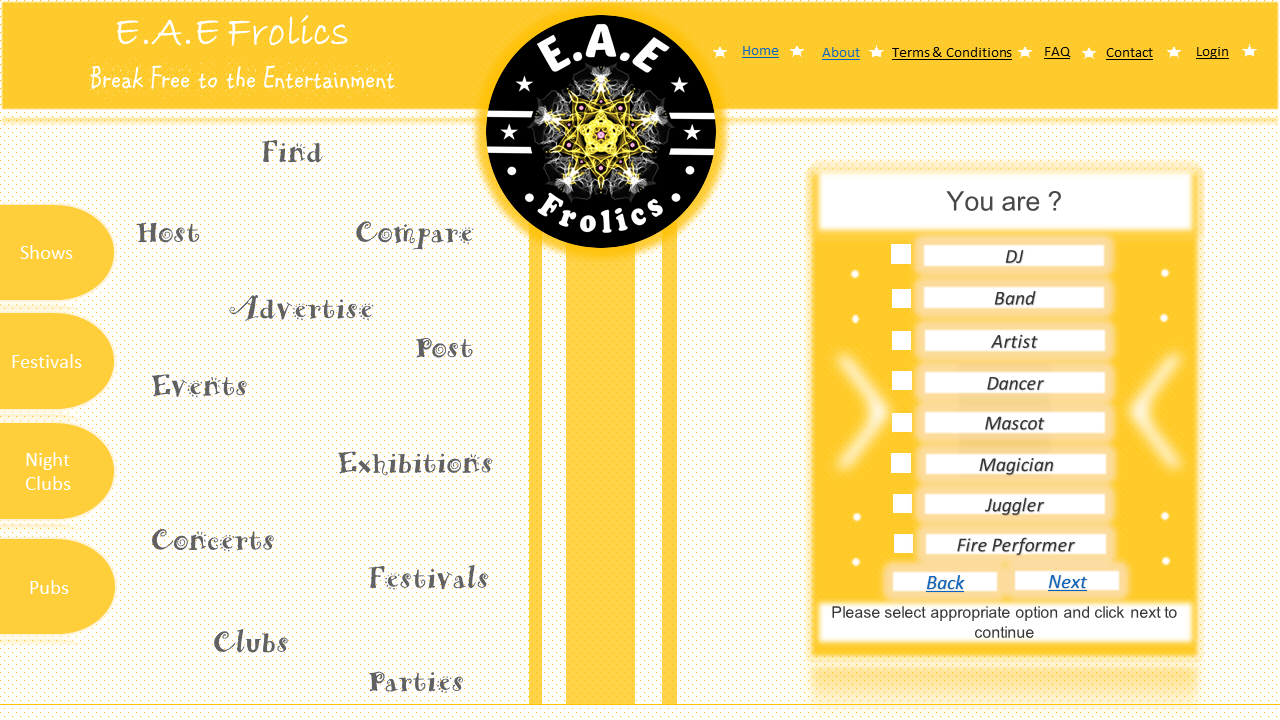 E.A.E Frolics
Break Free to the Entertainment
E.A.E
Frolics
Home
About
Terms & Conditions
FAQ
Contact
Login
Find
Host
Compare
Advertise
Post
Events
Exhibitions
Concerts
Festivals
Clubs
Parties
Shows
Festivals
Night
Clubs
Pubs
You are ?
DJ
Band
Artist
Dancer
Mascot
Magician
Juggler
Fire Performer
Back
Next
Please select appropriate option and click next to
continue